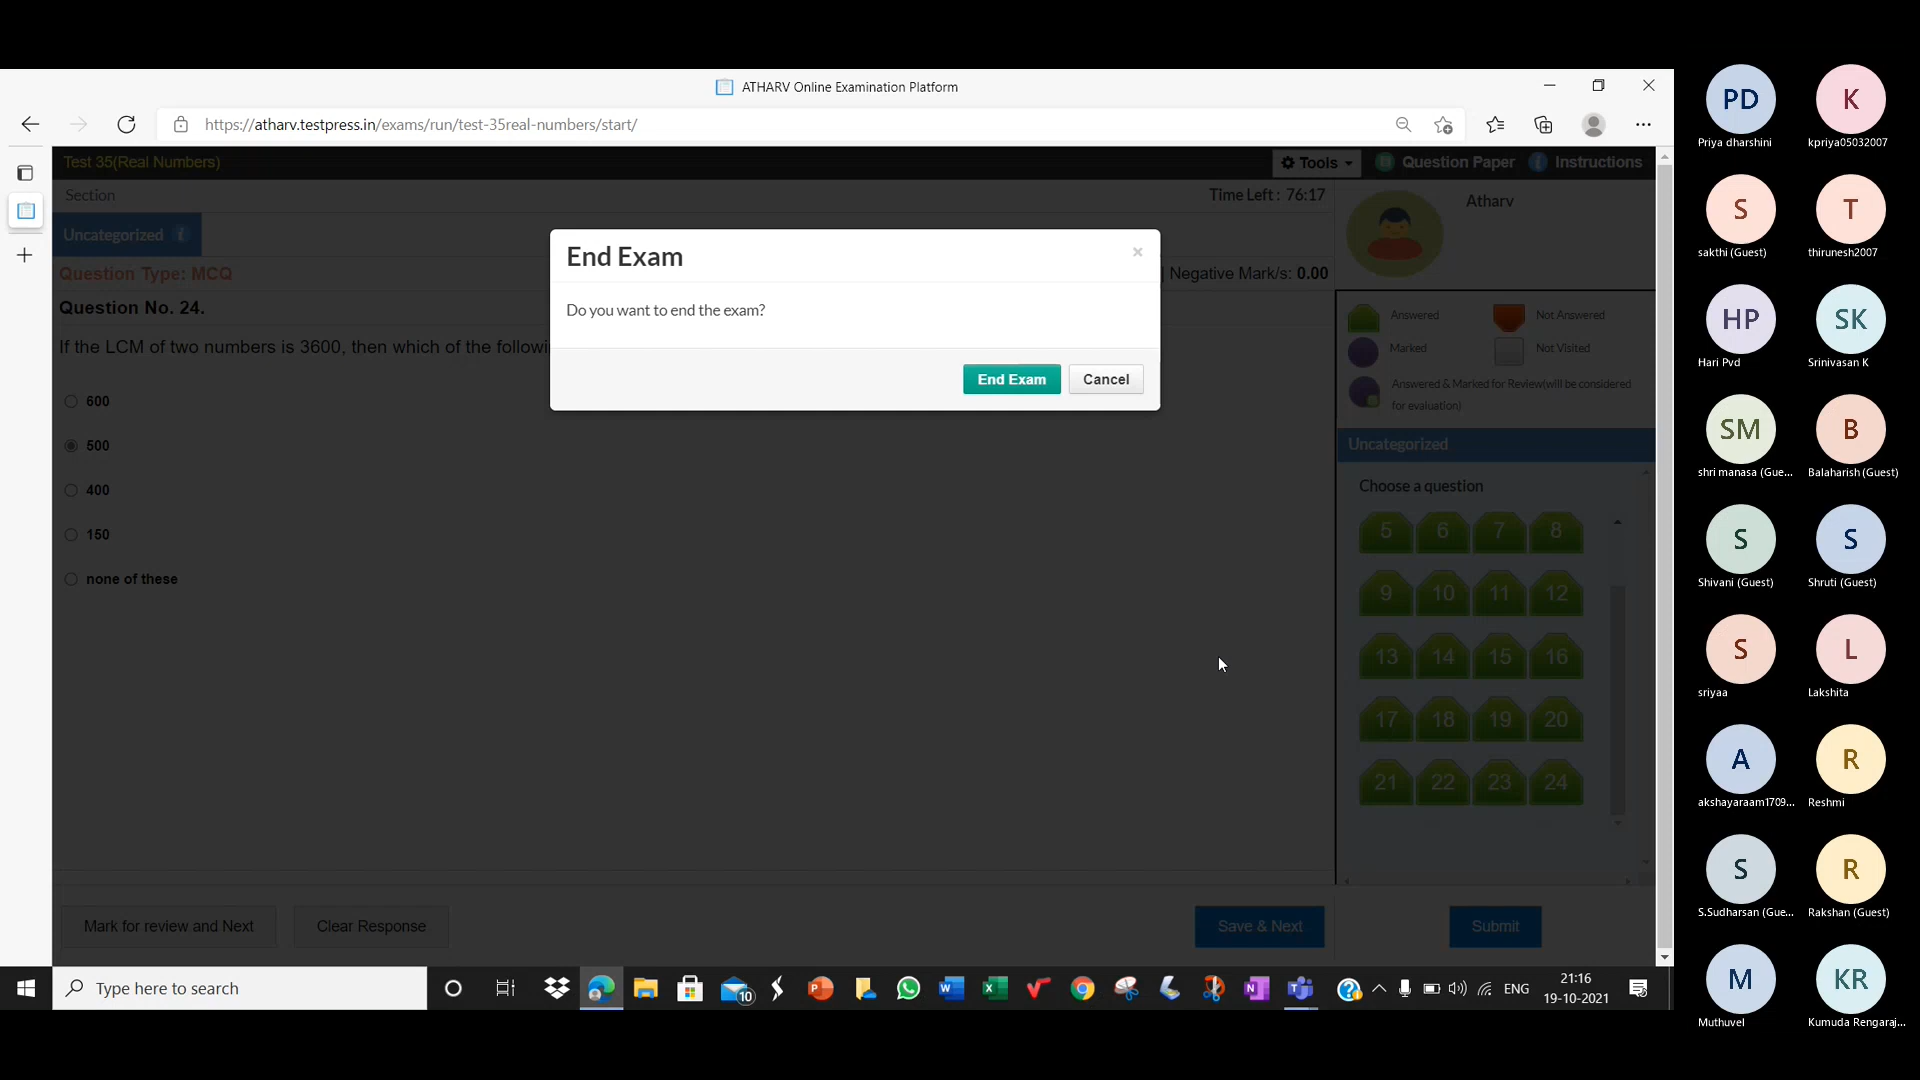 ATHARV Online Examination Platform
https://atharv.testpress.in/exams/run/test-35real-numbers/start/
Test 35(Real Numbers)
Tools
Question Paper
Instructions
Section
Time Left : 76:17
Atharv
Uncategorized
Question Type: MCQ
| Negative Mark/s: 0.00
Question No. 24.
If the LCM of two numbers is 3600, then which of the followi
600
500
400
150
none of these
End Exam
×
Do you want to end the exam?
End Exam
Cancel
Answered
Not Answered
Marked
Not Visited
Answered & Marked for Review(will be considered
for evaluation)
Uncategorized
Choose a question
5 6 7 8
9 10 11 12
13 14 15 16
17 18 19 20
21 22 23 24
Mark for review and Next
Clear Response
Save & Next
Submit
Type here to search
10
ENG
21:16
19-10-2021
PD
Priya dharshini
K
kpriya05032007
S
sakthi (Guest)
T
thirunesh2007
HP
Hari Pvd
SK
Srinivasan K
SM
shri manasa (Gue...
B
Balaharish (Guest)
S
Shivani (Guest)
S
Shruti (Guest)
S
sriyaa
L
Lakshita
A
akshayaraam1709...
R
Reshmi
S
S.Sudharsan (Gue...
R
Rakshan (Guest)
M
Muthuvel
KR
Kumuda Rengaraj...